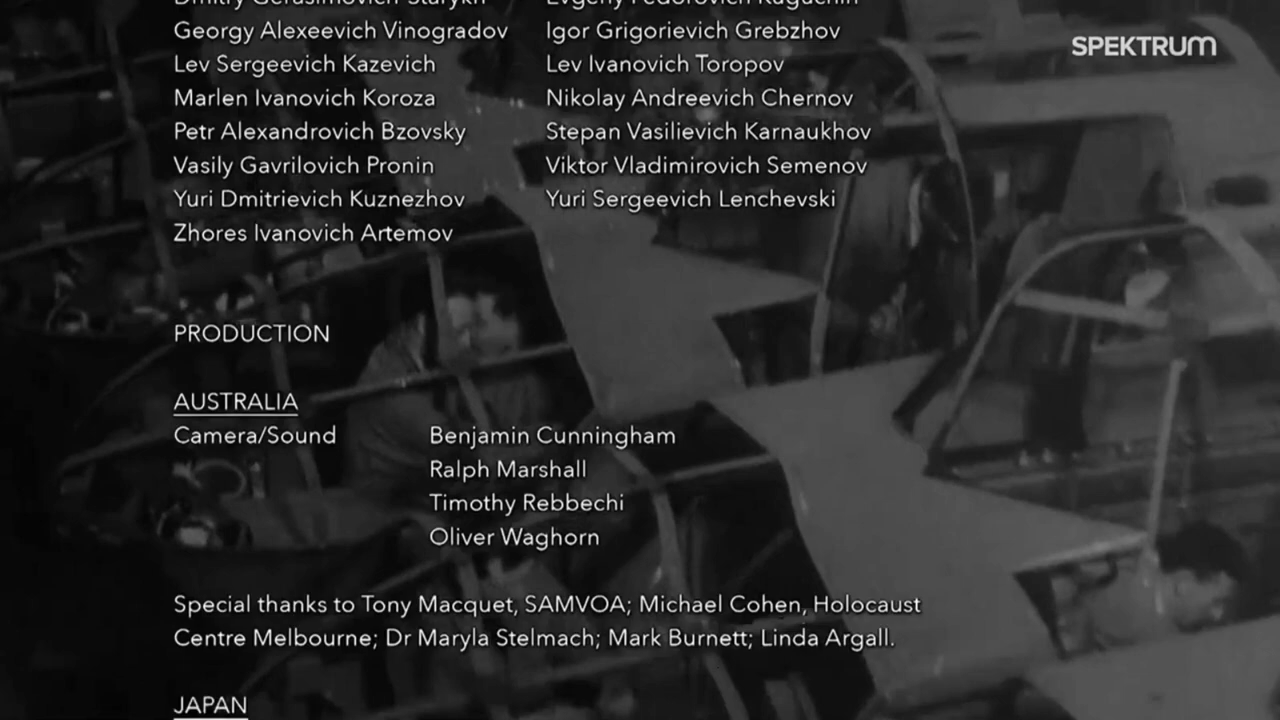 SPEKTRUM
Georgy Alexeevich Vinogradov
Lev Sergeevich Kazevich
Marlen Ivanovich Koroza
Petr Alexandrovich Bzovsky
Vasily Gavrilovich Pronin
Yuri Dmitrievich Kuznezhov
Zhores Ivanovich Artemov
Igor Grigorievich Grebzhov
Lev Ivanovich Toropov
Nikolay Andreevich Chernov
Stepan Vasilievich Karnaukhov
Viktor Vladimirovich Semenov
Yuri Sergeevich Lenchevski
PRODUCTION
AUSTRALIA
Camera/Sound Benjamin Cunningham
Ralph Marshall
Timothy Rebbechi
Oliver Waghorn
Special thanks to Tony Macquet, SAMVOA; Michael Cohen, Holocaust
Centre Melbourne; Dr Maryla Stelmach; Mark Burnett; Linda Argall.
JAPAN